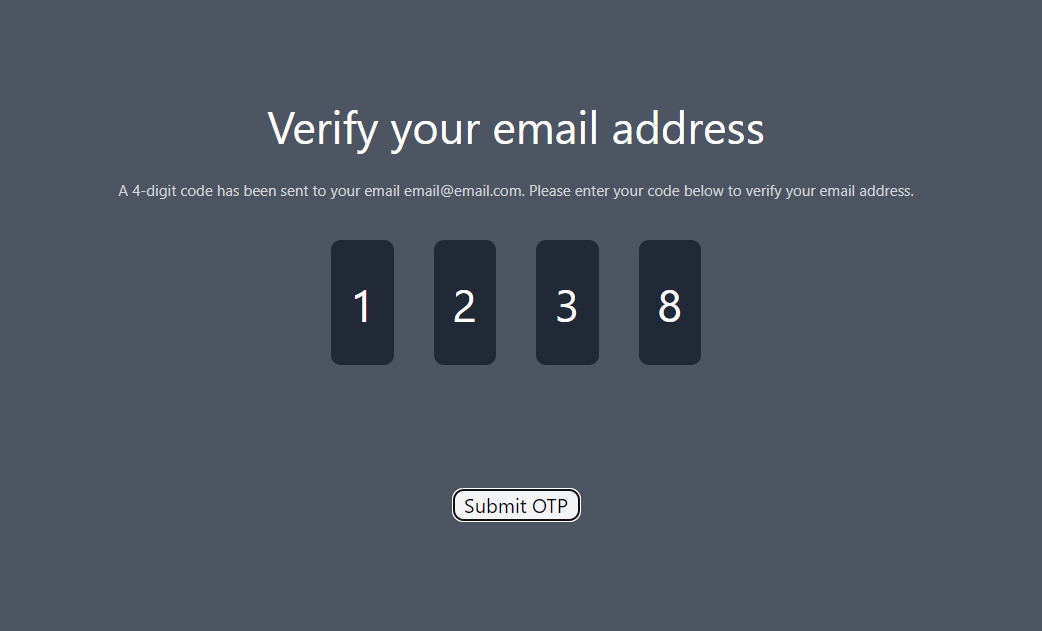 Verify your email address
A 4-digit code has been sent to your email email@email.com. Please enter your code below to verify your email address.
1 2 3 8
Submit OTP